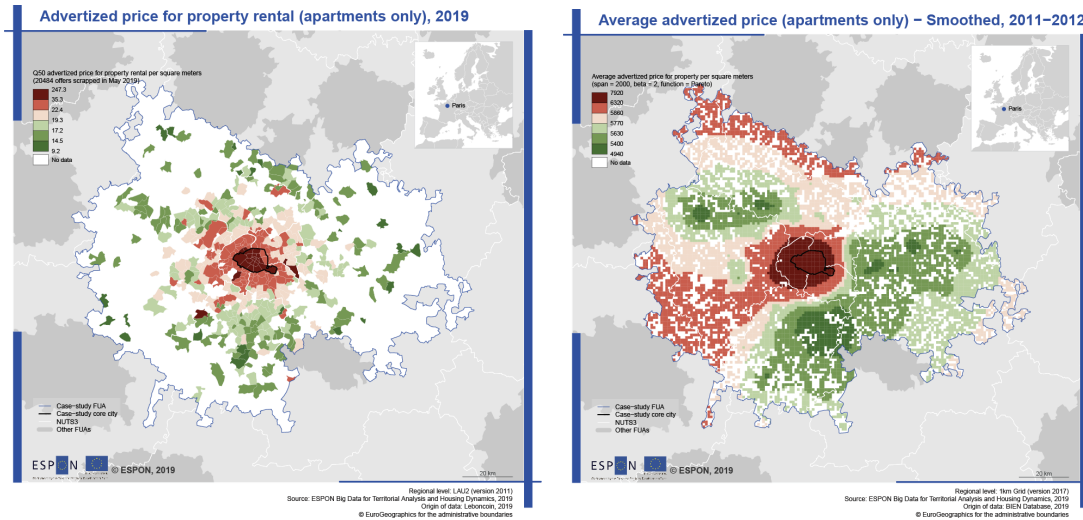 Advertized price for property rental (apartments only), 2019
Q50 advertized price for property rental per square meters
(20484 offers scrapped in May 2019)
247.3
35.3
22.4
19.3
17.2
14.5
9.2
No data
Paris
Case−study FUA
Case−study core city
NUTS3
Other FUAs
ESPON
© ESPON, 2019
20 km
Regional level: LAU2 (version 2011)
Source: ESPON Big Data for Territorial Analysis and Housing Dynamics, 2019
Origin of data: Leboncoin, 2019
© EuroGeographics for the administrative boundaries
Average advertized price (apartments only) − Smoothed, 2011−2012
Average advertized price for property per square meters
(span = 2000, beta = 2, function = Pareto)
7920
6320
5860
5770
5630
5400
4940
No data
Paris
Case−study FUA
Case−study core city
NUTS3
Other FUAs
ESPON
© ESPON, 2019
20 km
Regional level: 1km Grid (version 2017)
Source: ESPON Big Data for Territorial Analysis and Housing Dynamics, 2019
Origin of data: BIEN Database, 2019
© EuroGeographics for the administrative boundaries